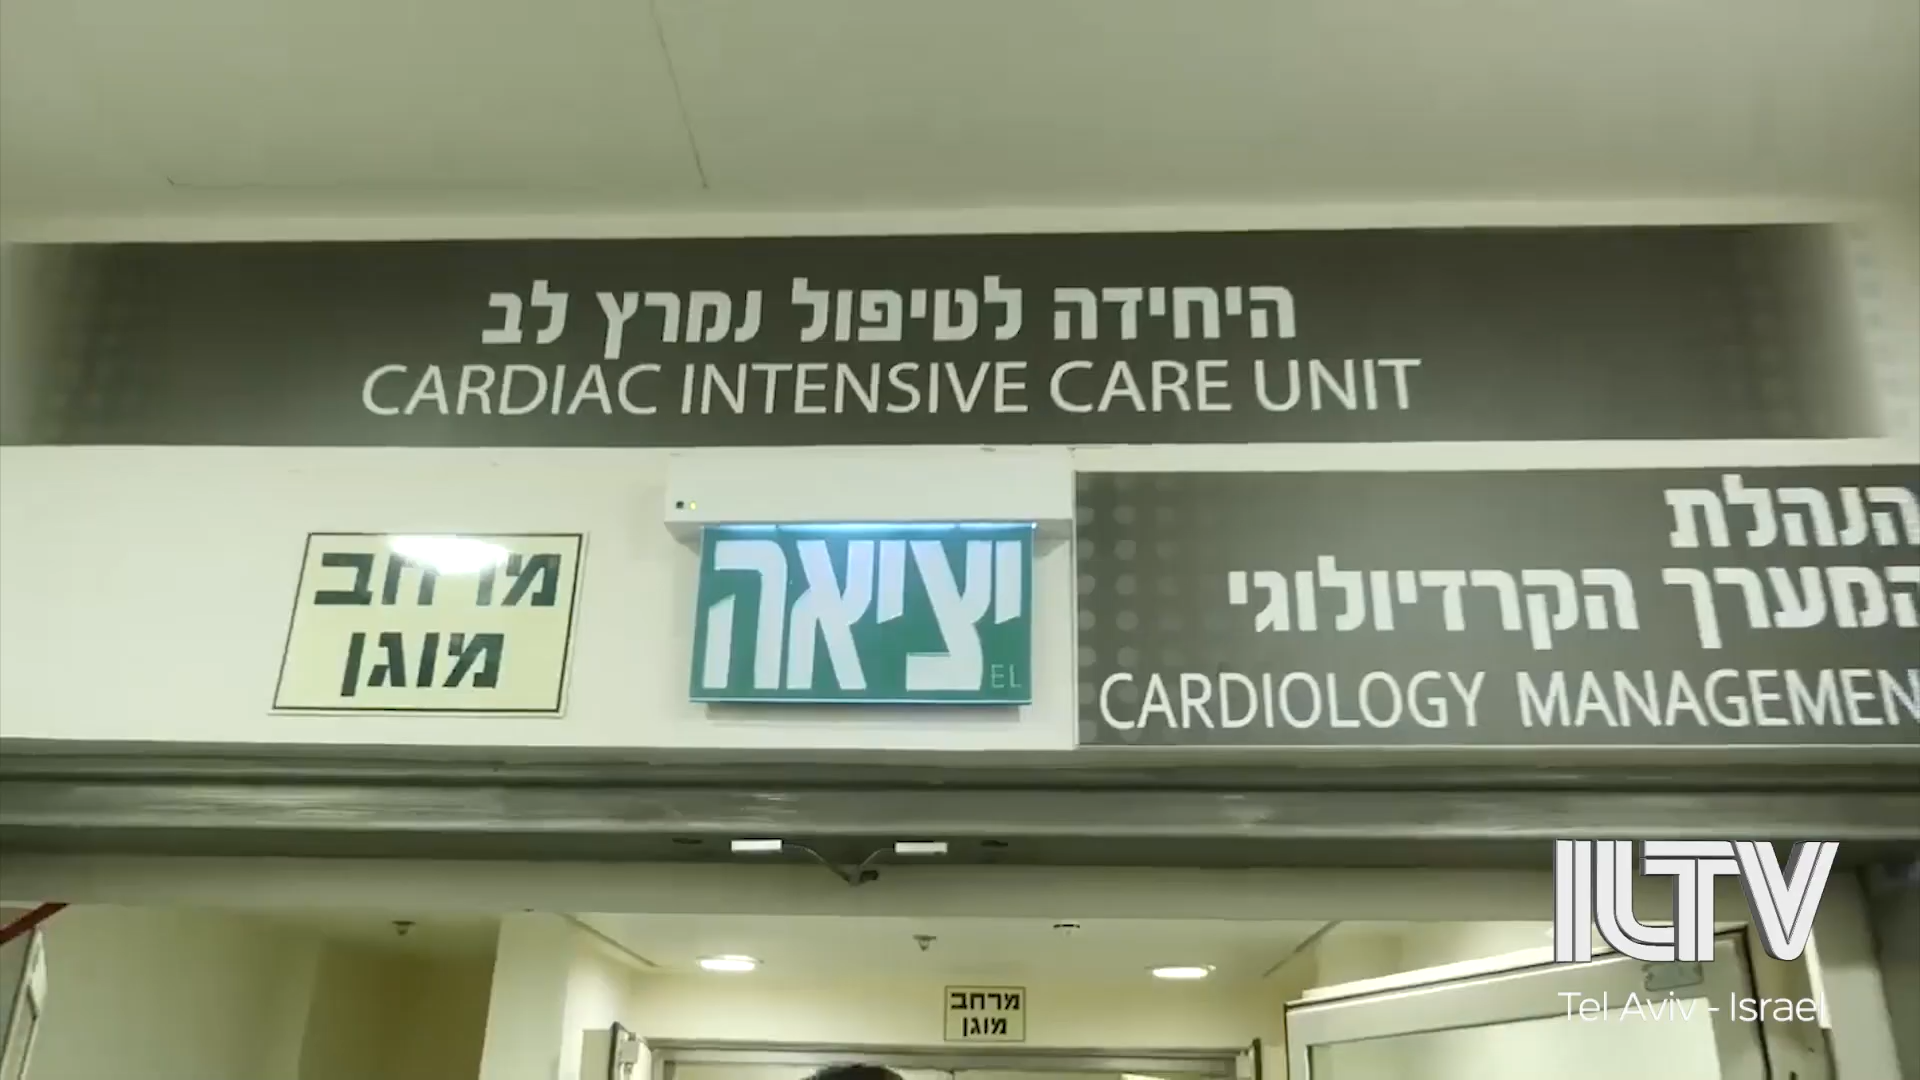 היחידה לטיפול נמרץ לב
CARDIAC INTENSIVE CARE UNIT
הנהלת
המערך הקרדיולוגי
CARDIOLOGY MANAGEMEN
יציאה
EL
מרחב
מוגן
מרחב
מוגן
ILTV
Tel Aviv - Israel